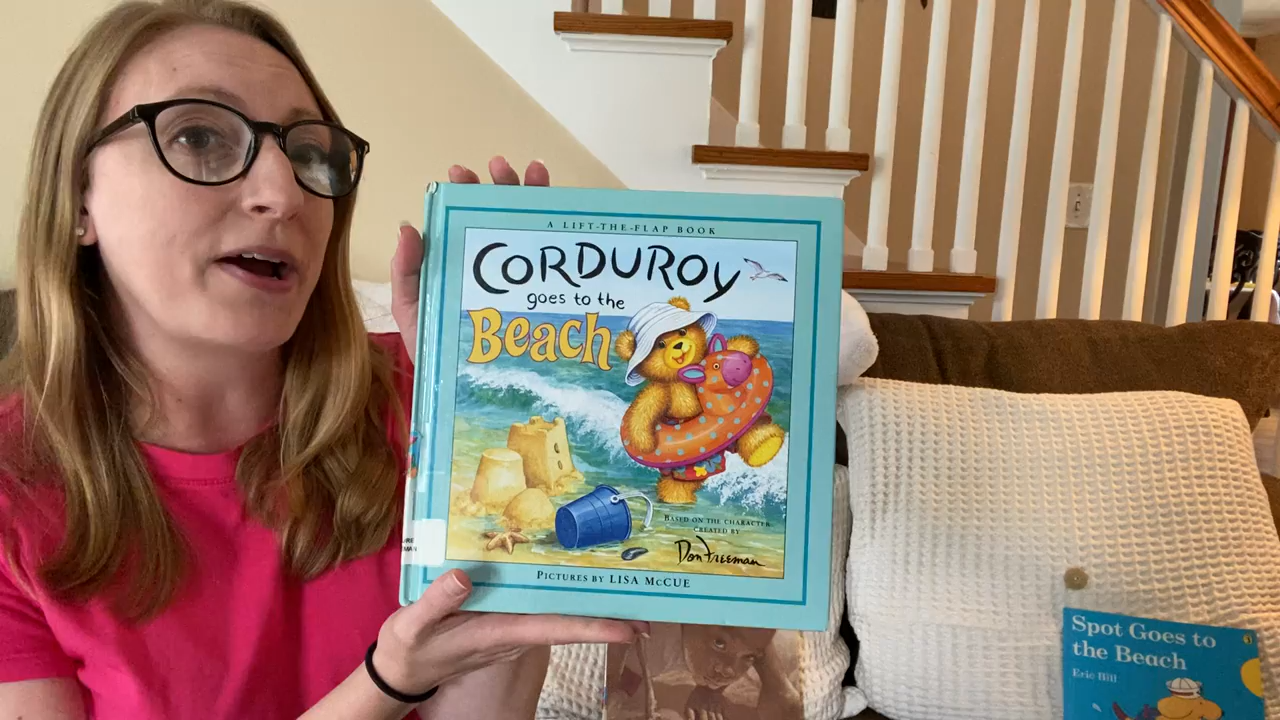 A LIFT-THE-FLAP BOOK
CORDUROY
goes to the
Beach
BASED ON THE CHARACTER
CREATED BY
Don Freeman
PICTURES BY LISA MCCUE
Spot Goes to
the Beach
Eric Hill